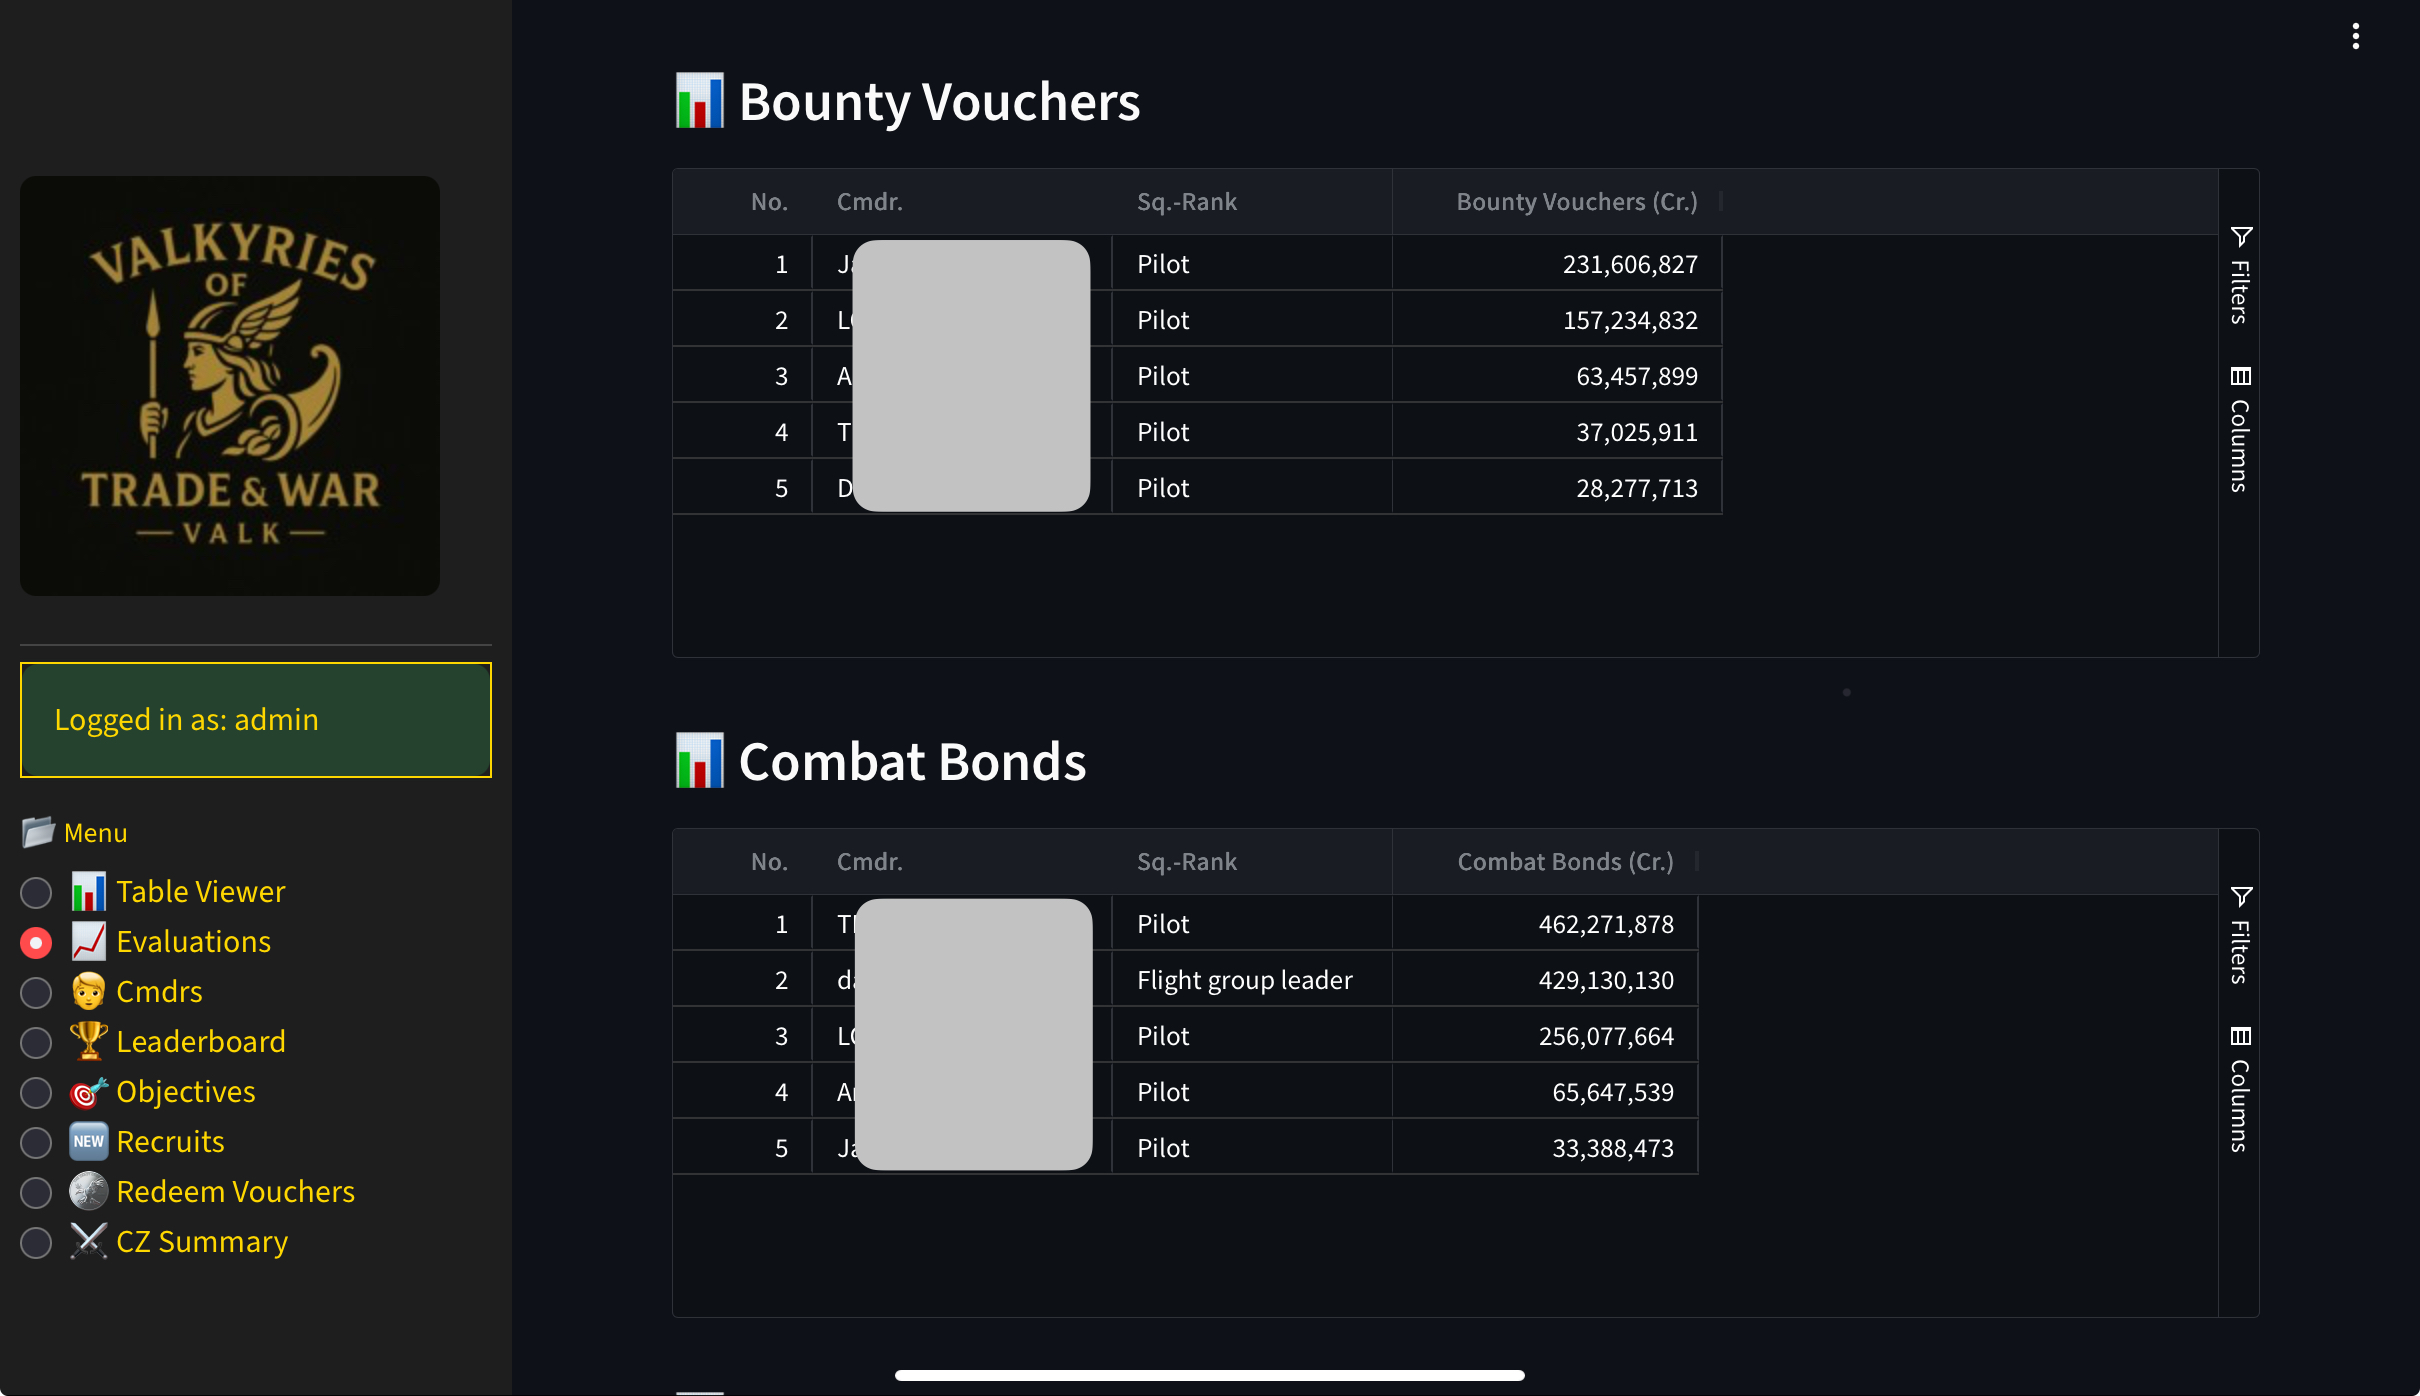 VALKYRIES
OF
TRADE & WAR
VALK
Logged in as: admin
Menu
Table Viewer
Evaluations
Cmdrs
Leaderboard
Objectives
NEW Recruits
Redeem Vouchers
CZ Summary
Bounty Vouchers
No. Cmdr. Sq.-Rank Bounty Vouchers (Cr.)
1 Pilot 231,606,827
2 Pilot 157,234,832
3 A Pilot 63,457,899
4 T Pilot 37,025,911
5 D Pilot 28,277,713
Filters
Columns
Combat Bonds
No. Cmdr. Sq.-Rank Combat Bonds (Cr.)
1 Pilot 462,271,878
2 Flight group leader 429,130,130
3 Pilot 256,077,664
4 Pilot 65,647,539
5 Pilot 33,388,473
Filters
Columns